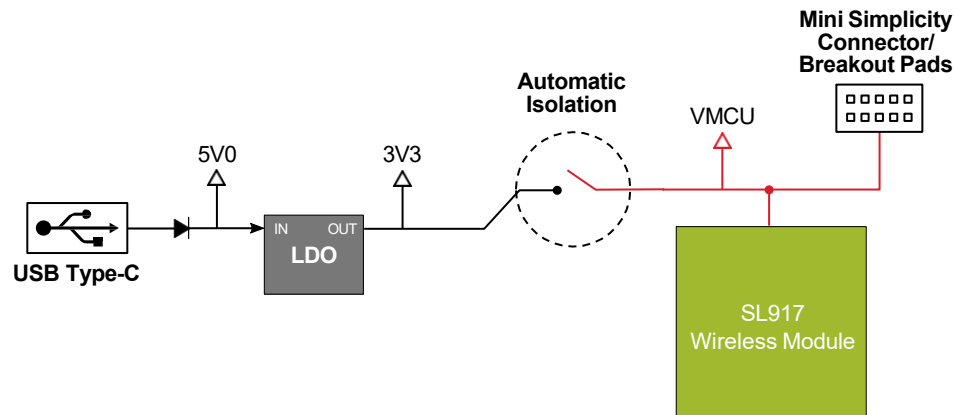 Mini Simplicity
Connector/
Breakout Pads
Automatic
Isolation
VMCU
5V0
3V3
IN OUT
LDO
USB Type-C
SL917
Wireless Module